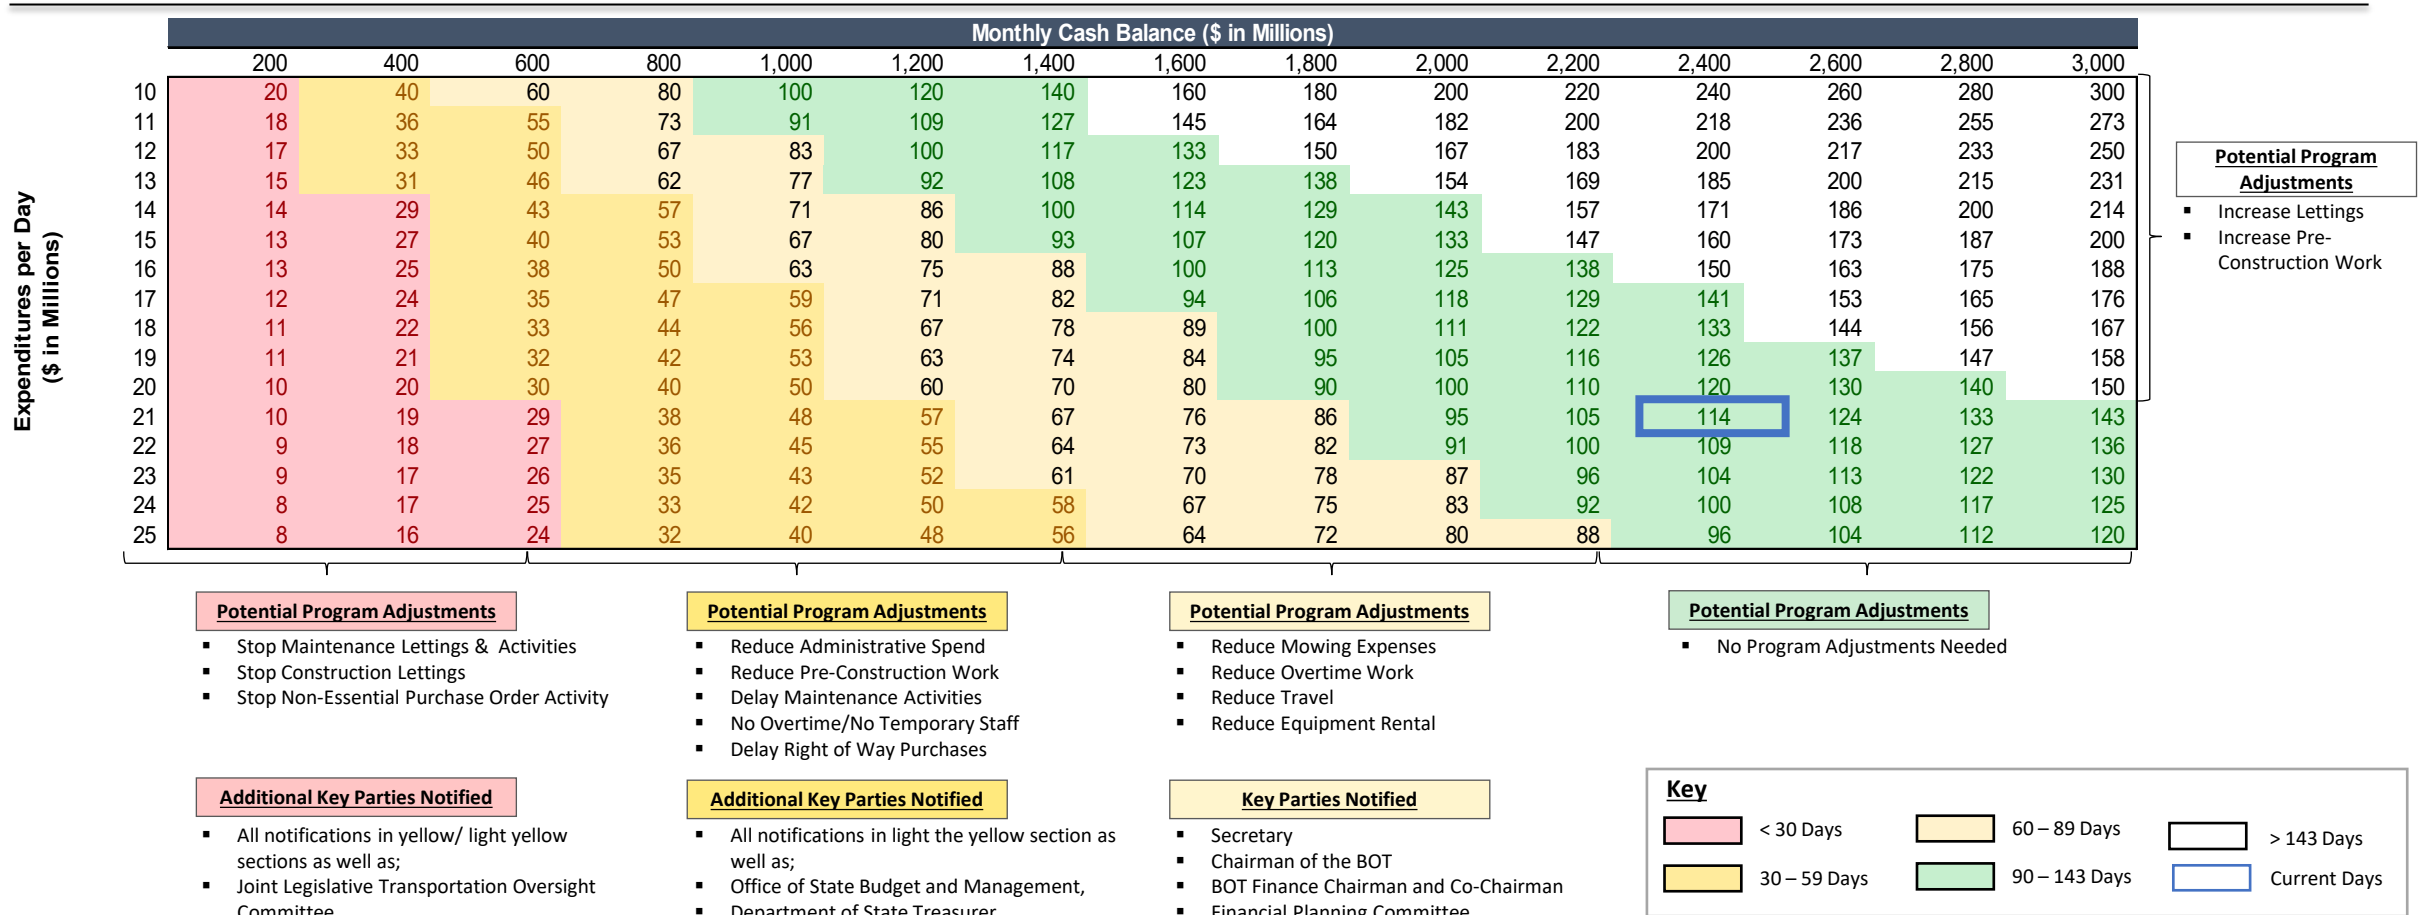 Monthly Cash Balance ($ in Millions)
200 400 600 800 1,000 1,200 1,400 1,600 1,800 2,000 2,200 2,400 2,600 2,800 3,000
Expenditures per Day
($ in Millions)
10 20 40 60 80 100 120 140 160 180 200 220 240 260 280 300
11 18 36 55 73 91 109 127 145 164 182 200 218 236 255 273
12 17 33 50 67 83 100 117 133 150 167 183 200 217 233 250
13 15 31 46 62 77 92 108 123 138 154 169 185 200 215 231
14 14 29 43 57 71 86 100 114 129 143 157 171 186 200 214
15 13 27 40 53 67 80 93 107 120 133 147 160 173 187 200
16 13 25 38 50 63 75 88 100 113 125 138 150 163 175 188
17 12 24 35 47 59 71 82 94 106 118 129 141 153 165 176
18 11 22 33 44 56 67 78 89 100 111 122 133 144 156 167
19 11 21 32 42 53 63 74 84 95 105 116 126 137 147 158
20 10 20 30 40 50 60 70 80 90 100 110 120 130 140 150
21 10 19 29 38 48 57 67 76 86 95 105 114 124 133 143
22 9 18 27 36 45 55 64 73 82 91 100 109 118 127 136
23 9 17 26 35 43 52 61 70 78 87 96 104 113 122 130
24 8 17 25 33 42 50 58 67 75 83 92 100 108 117 125
25 8 16 24 32 40 48 56 64 72 80 88 96 104 112 120
Potential Program
Adjustments
▪ Increase Lettings
▪ Increase Pre-
Construction Work
Potential Program Adjustments
▪ Stop Maintenance Lettings & Activities
▪ Stop Construction Lettings
▪ Stop Non-Essential Purchase Order Activity
Potential Program Adjustments
▪ Reduce Administrative Spend
▪ Reduce Pre-Construction Work
▪ Delay Maintenance Activities
▪ No Overtime/No Temporary Staff
▪ Delay Right of Way Purchases
Potential Program Adjustments
▪ Reduce Mowing Expenses
▪ Reduce Overtime Work
▪ Reduce Travel
▪ Reduce Equipment Rental
Potential Program Adjustments
▪ No Program Adjustments Needed
Additional Key Parties Notified
▪ All notifications in yellow/ light yellow
sections as well as;
▪ Joint Legislative Transportation Oversight
Committee
Additional Key Parties Notified
▪ All notifications in light the yellow section as
well as;
▪ Office of State Budget and Management,
▪ Department of State Treasurer
Key Parties Notified
▪ Secretary
▪ Chairman of the BOT
▪ BOT Finance Chairman and Co-Chairman
▪ Financial Planning Committee
Key
< 30 Days
60 – 89 Days
> 143 Days
30 – 59 Days
90 – 143 Days
Current Days